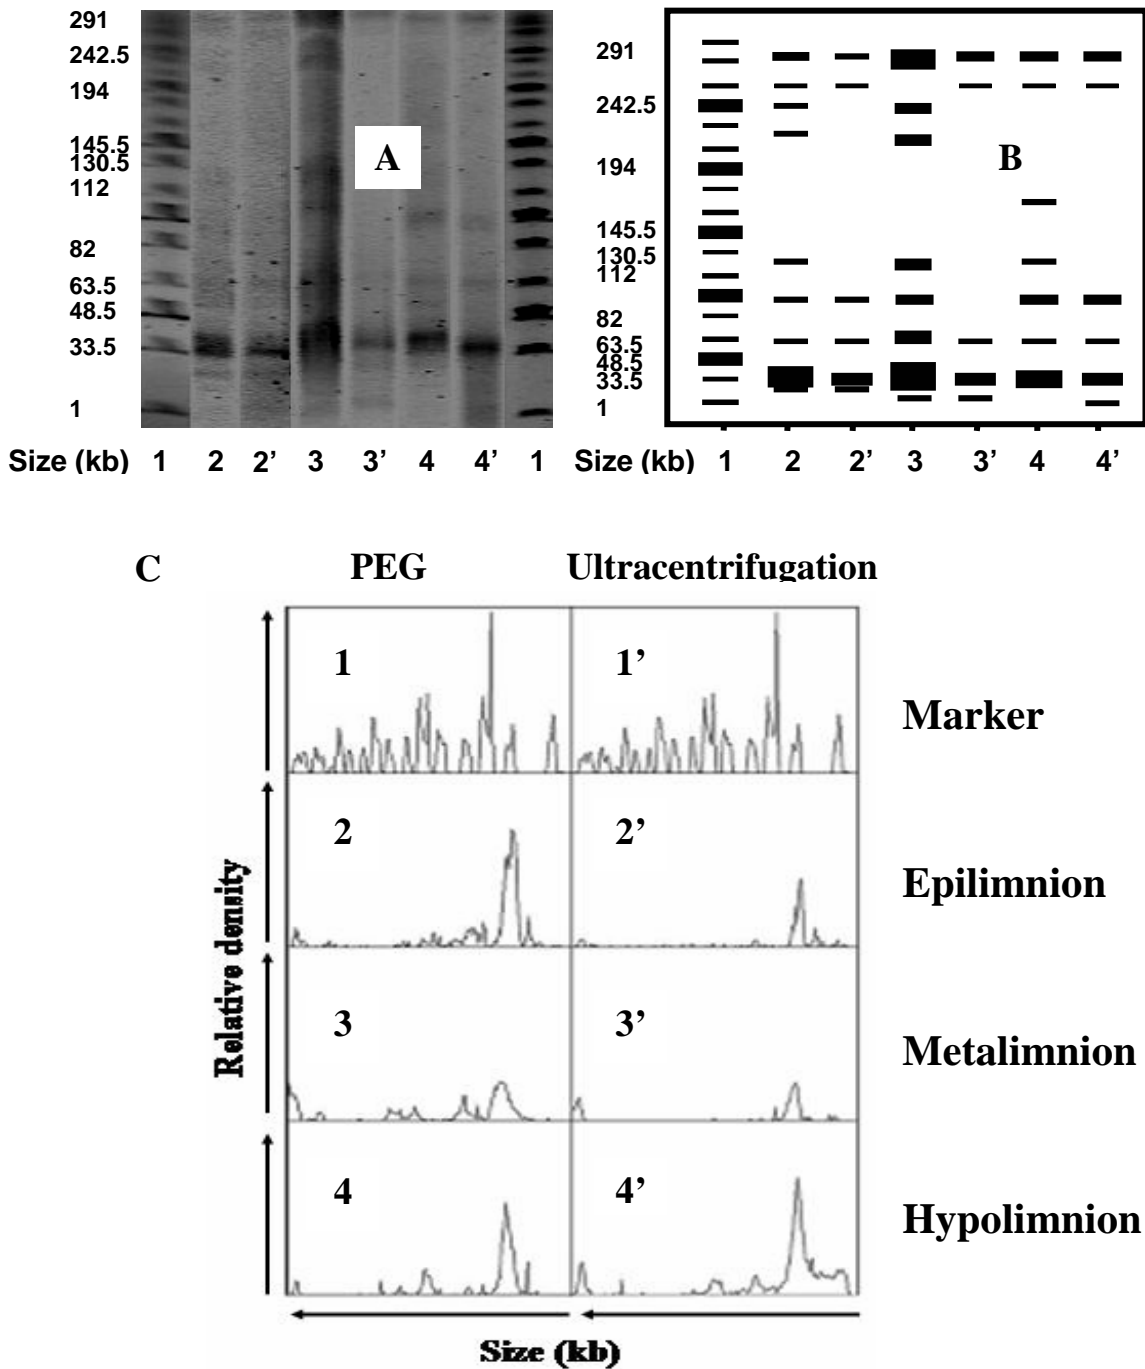 291
242.5
194
145.5
130.5
112
82
63.5
48.5
33.5
1
A
Size (kb) 1 2 2’ 3 3’ 4 4’ 1
291
242.5
194
145.5
130.5
112
82
63.5
48.5
33.5
1
B
Size (kb) 1 2 2’ 3 3’ 4 4’
C PEG Ultracentrifugation
1 1’ Marker
2 2’ Epilimnion
3 3’ Metalimnion
4 4’ Hypolimnion
Relative density
Size (kb)